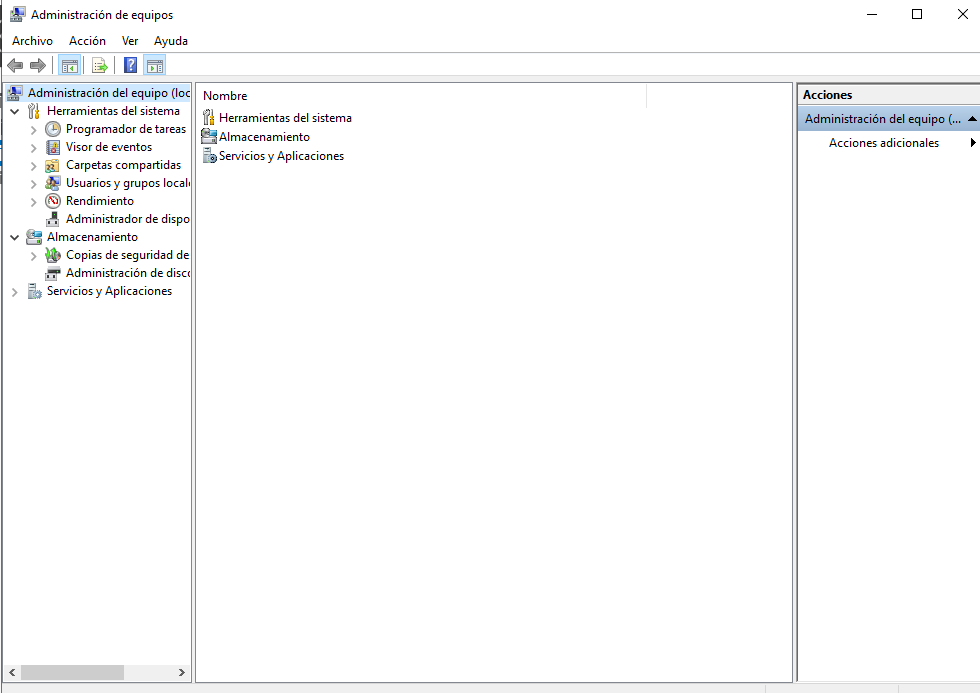 Administración de equipos
Archivo Acción Ver Ayuda
Administración del equipo (loc
Herramientas del sistema
Programador de tareas
Visor de eventos
Carpetas compartidas
Usuarios y grupos locale
Rendimiento
Administrador de dispo
Almacenamiento
Copias de seguridad de
Administración de disco
Servicios y Aplicaciones
Nombre
Herramientas del sistema
Almacenamiento
Servicios y Aplicaciones
Acciones
Administración del equipo (...
Acciones adicionales